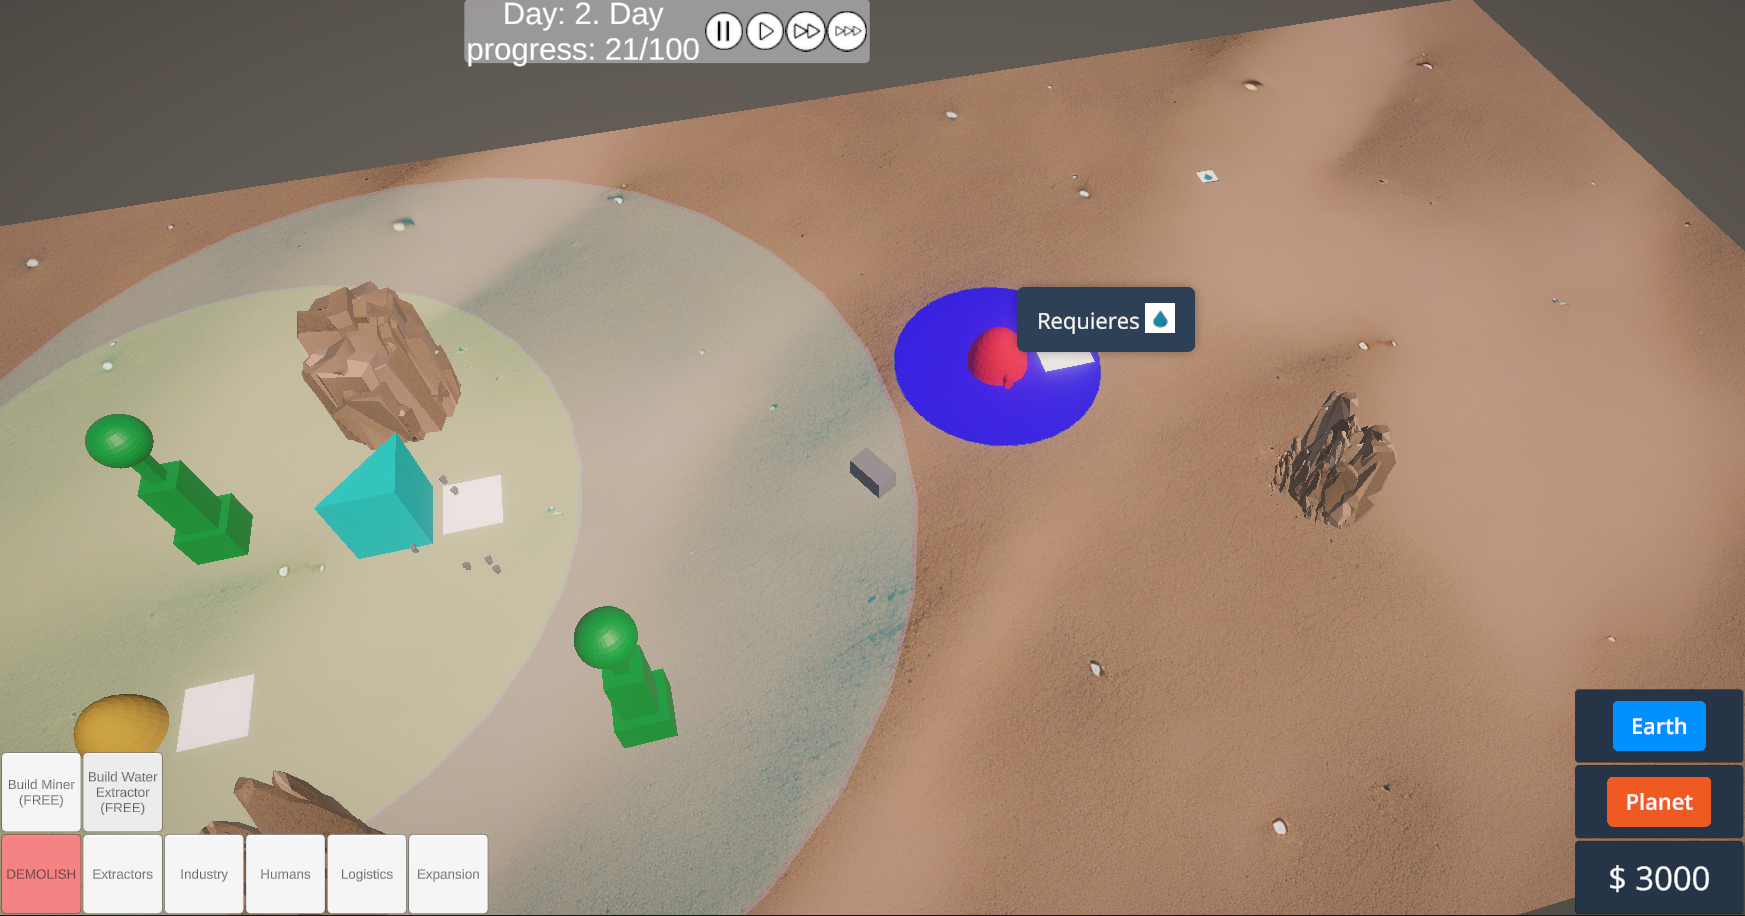 Day: 2. Day
progress: 21/100
Requieres
Build Miner
(FREE)
Build Water
Extractor
(FREE)
DEMOLISH
Extractors
Industry
Humans
Logistics
Expansion
Earth
Planet
$ 3000